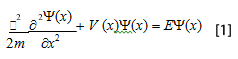 □² ∂²Ψ(x)
─── ─────── + V (x)Ψ(x) = EΨ(x) [1]
2m ∂x²